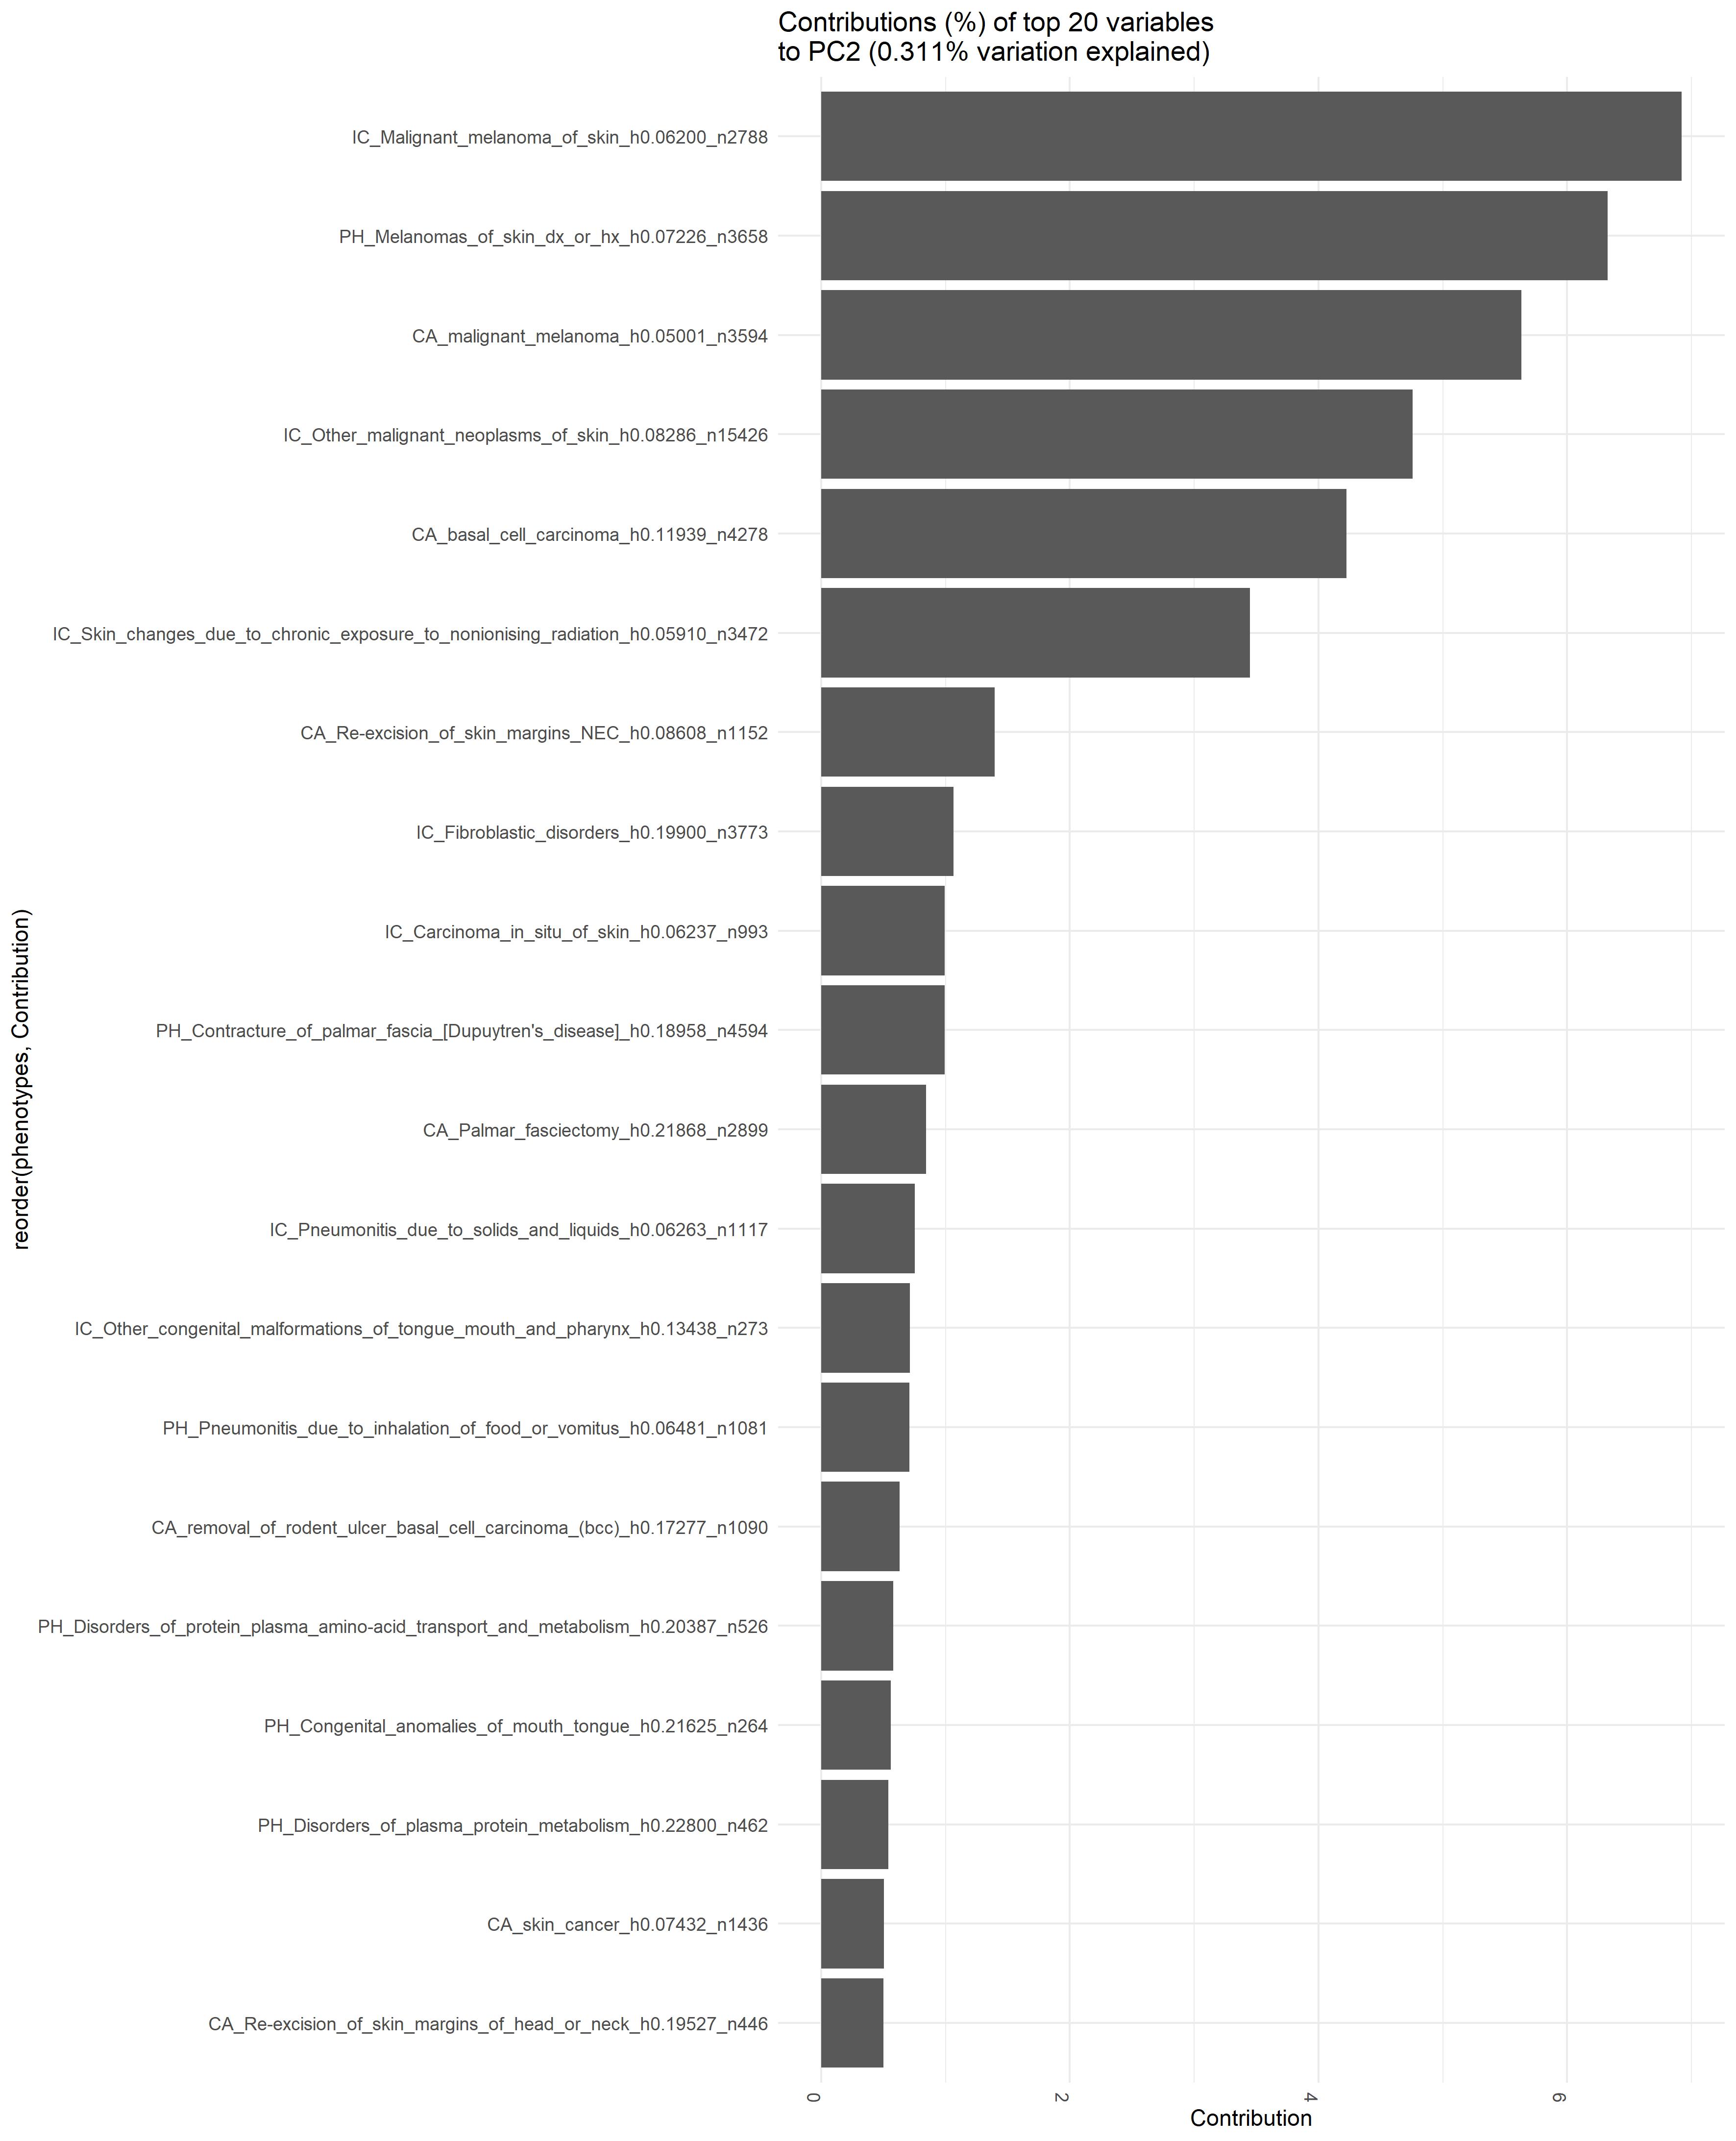 Contributions (%) of top 20 variables
to PC2 (0.311% variation explained)
IC_Malignant_melanoma_of_skin_h0.06200_n2788
PH_Melanomas_of_skin_dx_or_hx_h0.07226_n3658
CA_malignant_melanoma_h0.05001_n3594
IC_Other_malignant_neoplasms_of_skin_h0.08286_n15426
CA_basal_cell_carcinoma_h0.11939_n4278
IC_Skin_changes_due_to_chronic_exposure_to_nonionising_radiation_h0.05910_n3472
CA_Re-excision_of_skin_margins_NEC_h0.08608_n1152
IC_Fibroblastic_disorders_h0.19900_n3773
IC_Carcinoma_in_situ_of_skin_h0.06237_n993
PH_Contracture_of_palmar_fascia_[Dupuytren's_disease]_h0.18958_n4594
CA_Palmar_fasciectomy_h0.21868_n2899
IC_Pneumonitis_due_to_solids_and_liquids_h0.06263_n1117
IC_Other_congenital_malformations_of_tongue_mouth_and_pharynx_h0.13438_n273
PH_Pneumonitis_due_to_inhalation_of_food_or_vomitus_h0.06481_n1081
CA_removal_of_rodent_ulcer_basal_cell_carcinoma_(bcc)_h0.17277_n1090
PH_Disorders_of_protein_plasma_amino-acid_transport_and_metabolism_h0.20387_n526
PH_Congenital_anomalies_of_mouth_tongue_h0.21625_n264
PH_Disorders_of_plasma_protein_metabolism_h0.22800_n462
CA_skin_cancer_h0.07432_n1436
CA_Re-excision_of_skin_margins_of_head_or_neck_h0.19527_n446
reorder(phenotypes, Contribution)
0 2 4 6
Contribution